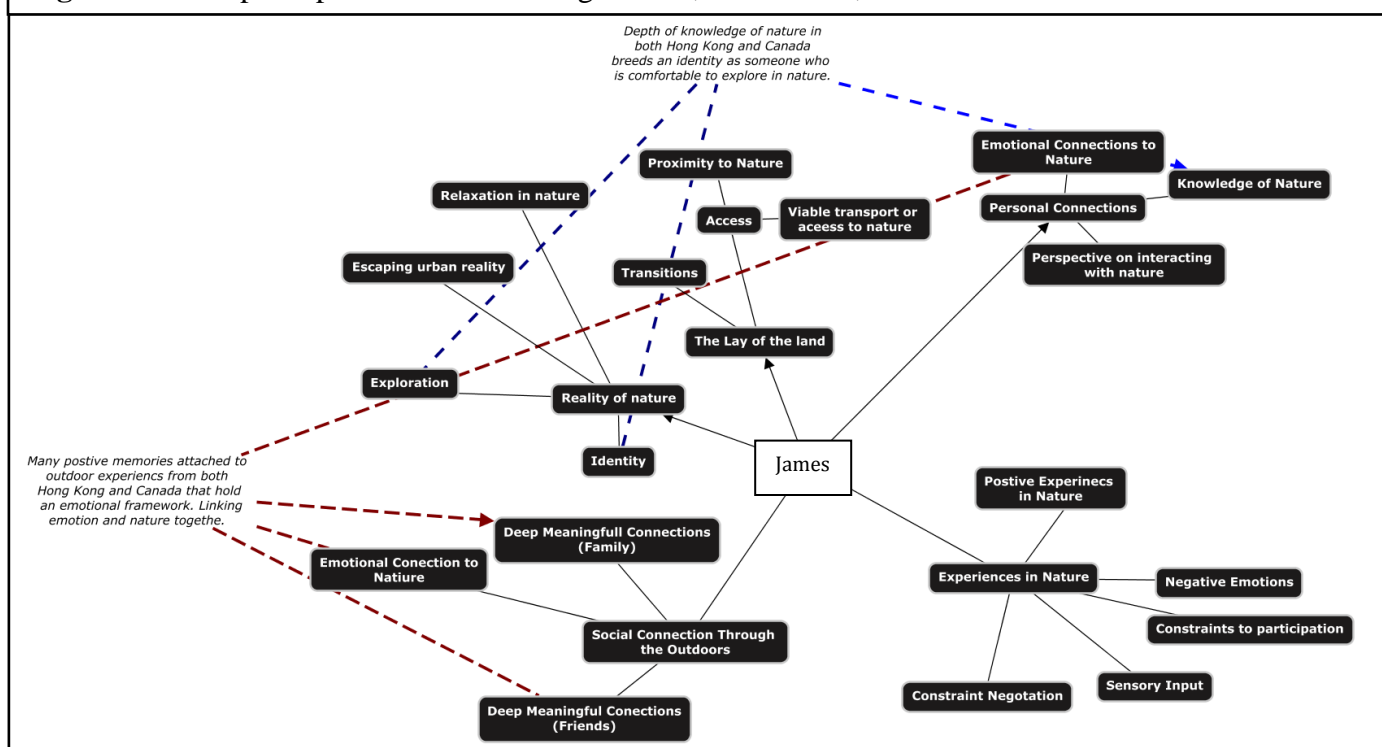 Depth of knowledge of nature in
both Hong Kong and Canada
breeds an identity as someone who
is comfortable to explore in nature.
Emotional Connections to
Nature
Proximity to Nature
Knowledge of Nature
Relaxation in nature
Personal Connections
Access
Viable transport or
aceess to nature
Perspective on interacting
with nature
Escaping urban reality
Transitions
The Lay of the land
Exploration
Reality of nature
Identity
James
Many postive memories attached to
outdoor experiencs from both
Hong Kong and Canada that hold
an emotional framework. Linking
emotion and nature togethe.
Postive Experinecs
in Nature
Deep Meaningfull Connections
(Family)
Emotional Conection to
Natiure
Experiences in Nature
Negative Emotions
Constraints to participation
Social Connection Through
the Outdoors
Sensory Input
Constraint Negotation
Deep Meaningful Conections
(Friends)